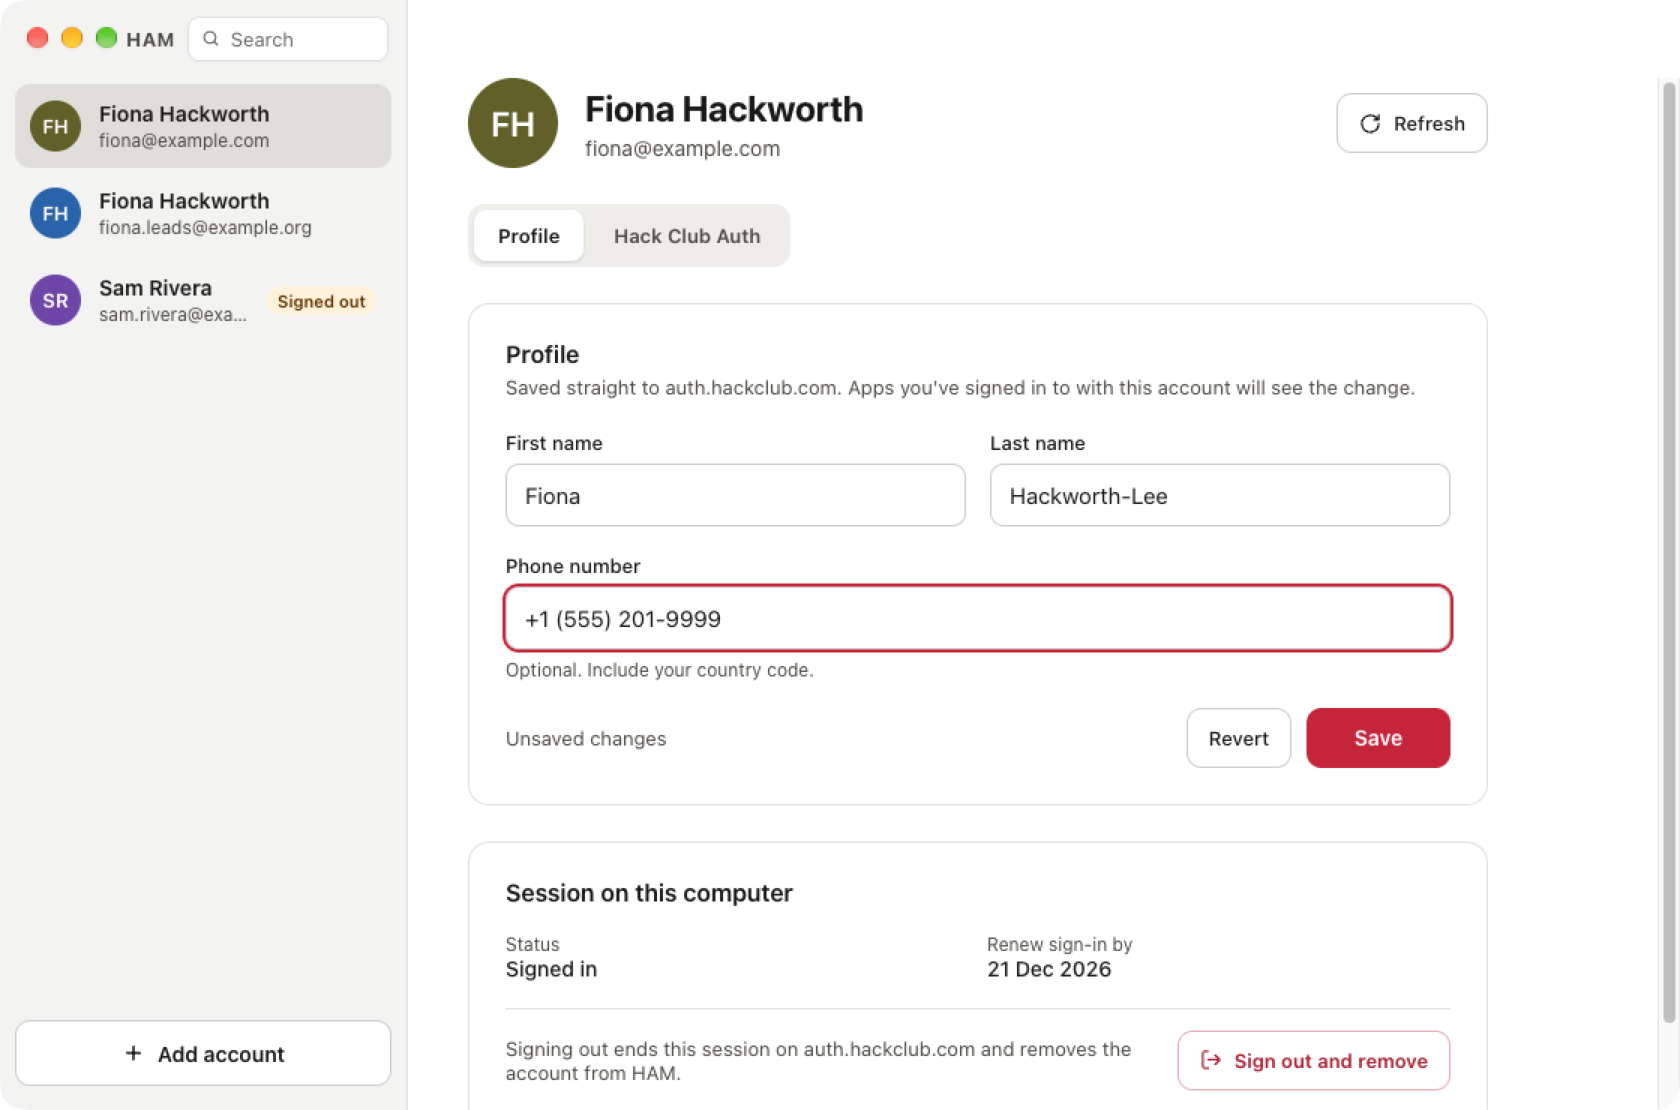 HAM
Search
FH
Fiona Hackworth
fiona@example.com
FH
Fiona Hackworth
fiona.leads@example.org
SR
Sam Rivera
sam.rivera@exa...
Signed out
+ Add account
FH
Fiona Hackworth
fiona@example.com
Refresh
Profile
Hack Club Auth
Profile
Saved straight to auth.hackclub.com. Apps you've signed in to with this account will see the change.
First name
Last name
Fiona
Hackworth-Lee
Phone number
+1 (555) 201-9999
Optional. Include your country code.
Unsaved changes
Revert
Save
Session on this computer
Status
Renew sign-in by
Signed in
21 Dec 2026
Signing out ends this session on auth.hackclub.com and removes the
account from HAM.
Sign out and remove